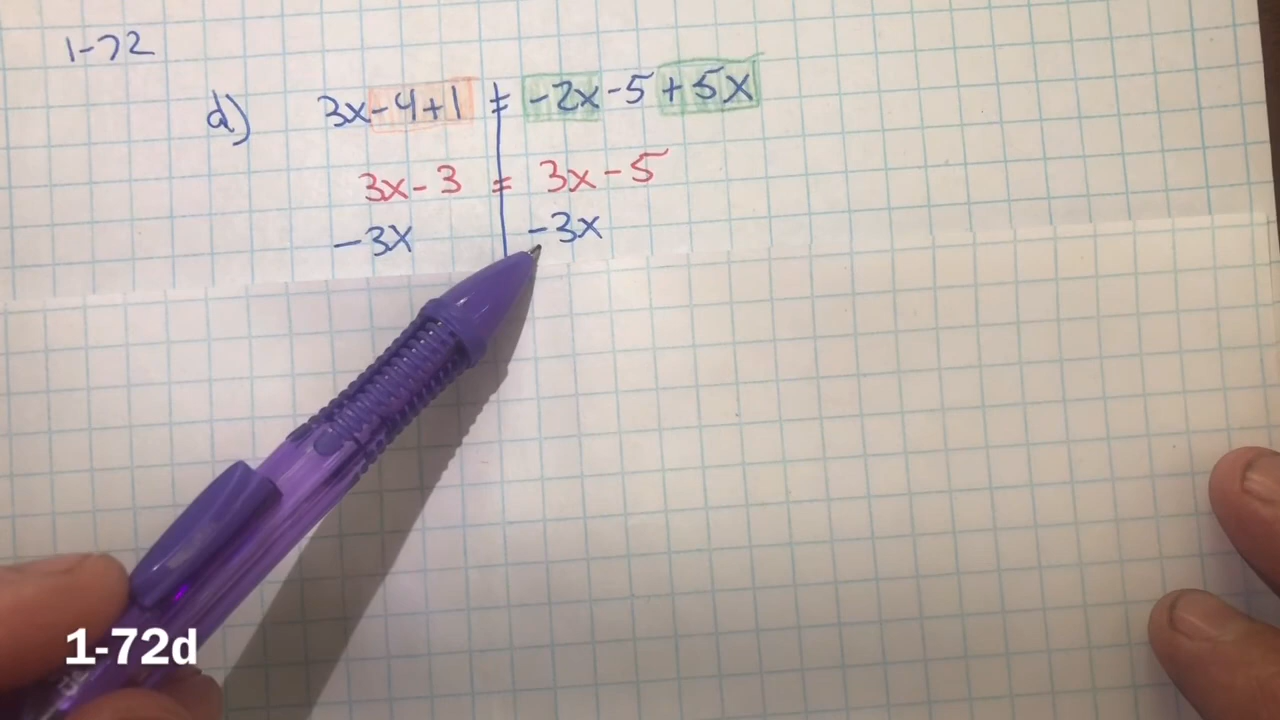 1-72
d) 3x-4+1 = -2x-5+5x
3x-3 = 3x-5
-3x -3x
1-72d